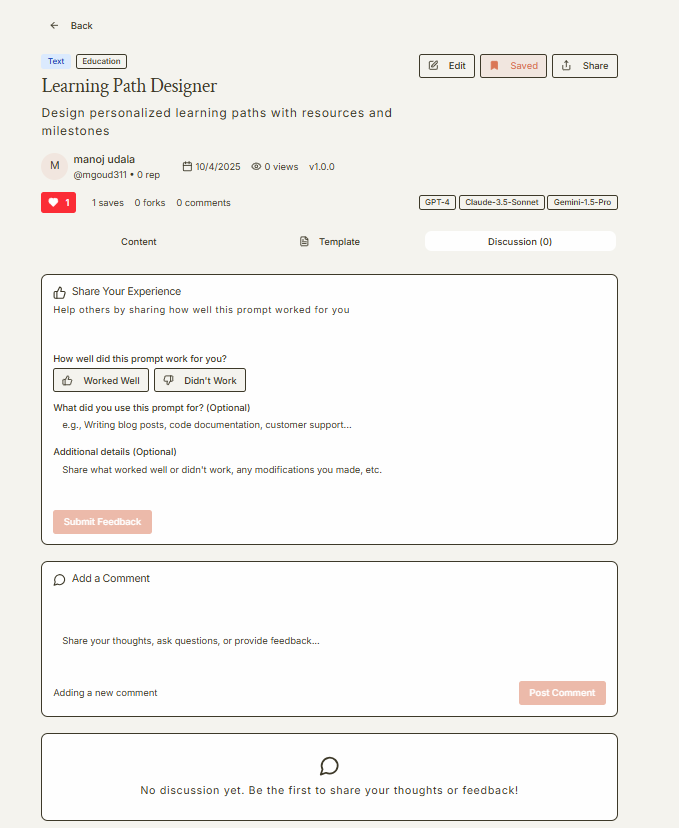 Back
Text Education
Edit Saved Share
Learning Path Designer
Design personalized learning paths with resources and
milestones
M
manoj udala
@mgoud311 • 0 rep
10/4/2025 0 views v1.0.0
1 1 saves 0 forks 0 comments
GPT-4 Claude-3.5-Sonnet Gemini-1.5-Pro
Content Template Discussion (0)
Share Your Experience
Help others by sharing how well this prompt worked for you
How well did this prompt work for you?
Worked Well Didn't Work
What did you use this prompt for? (Optional)
e.g., Writing blog posts, code documentation, customer support...
Additional details (Optional)
Share what worked well or didn't work, any modifications you made, etc.
Submit Feedback
Add a Comment
Share your thoughts, ask questions, or provide feedback...
Adding a new comment
Post Comment
No discussion yet. Be the first to share your thoughts or feedback!